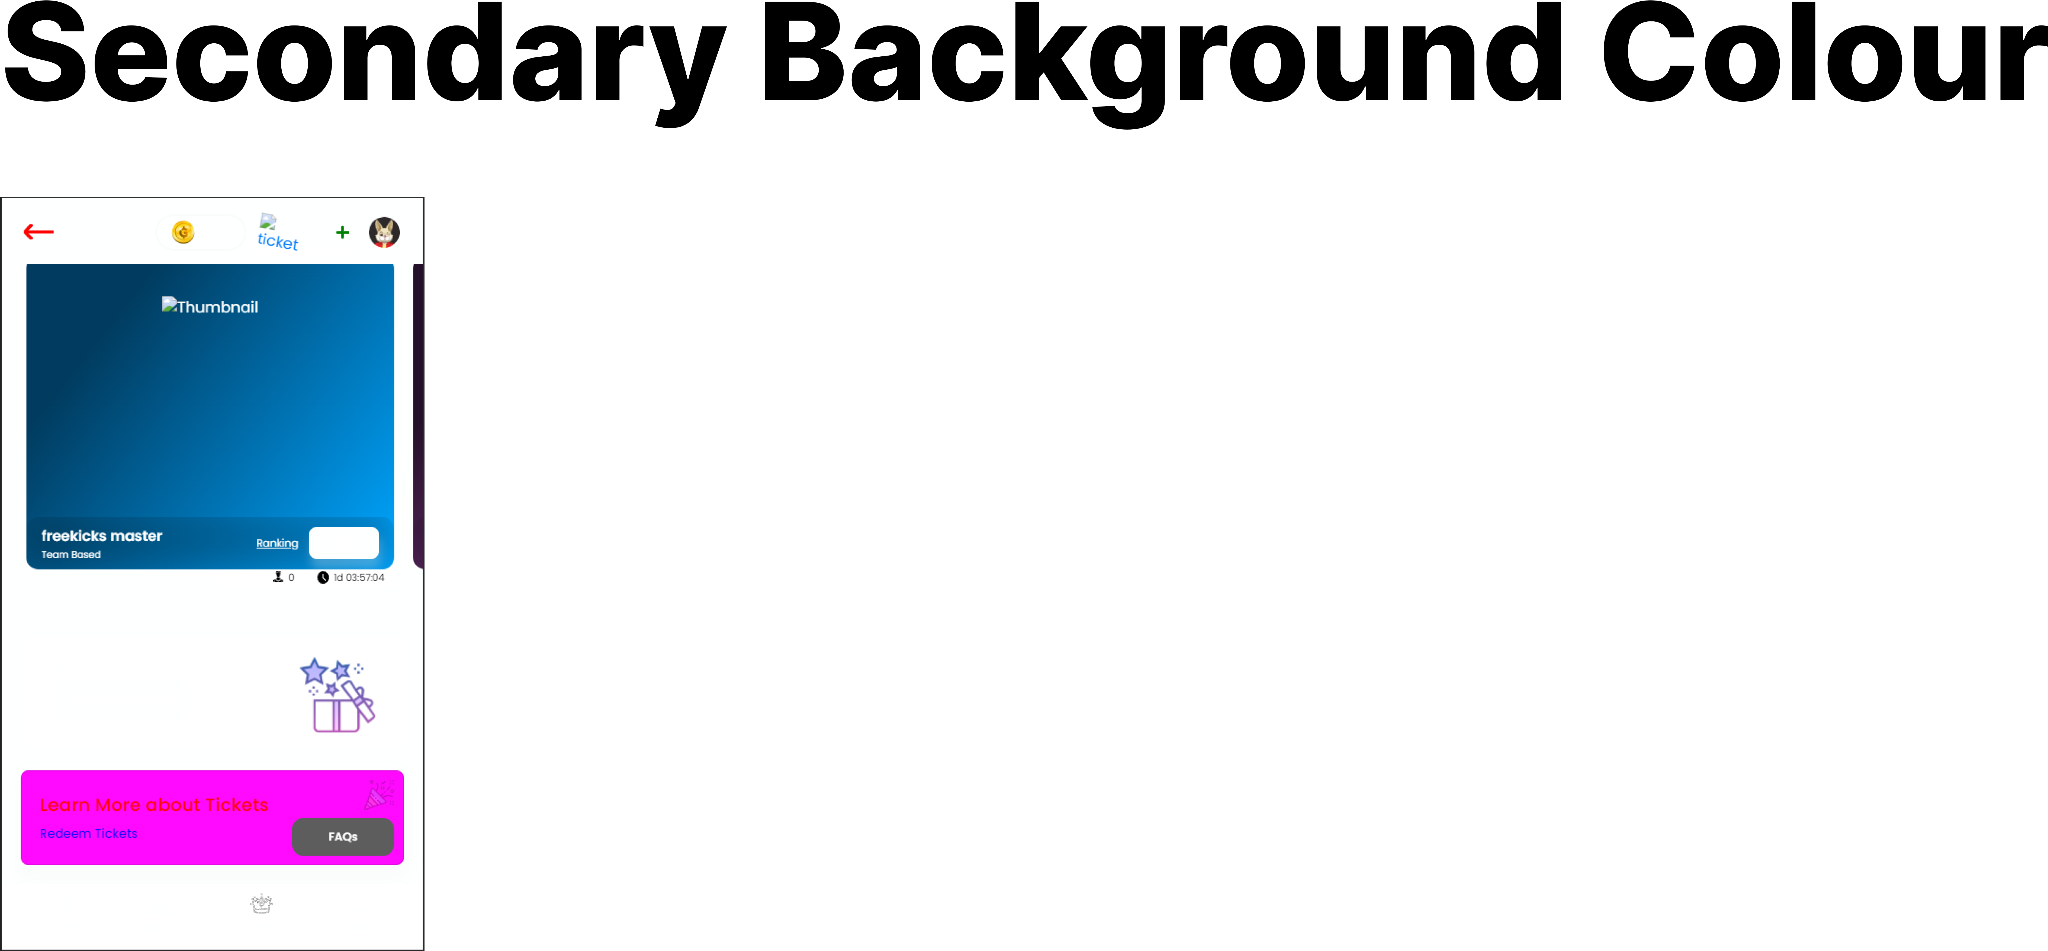 Secondary Background Colour
ticket
+
Thumbnail
freekicks master
Team Based
Ranking
0
1d 03:57:04
Learn More about Tickets
Redeem Tickets
FAQs